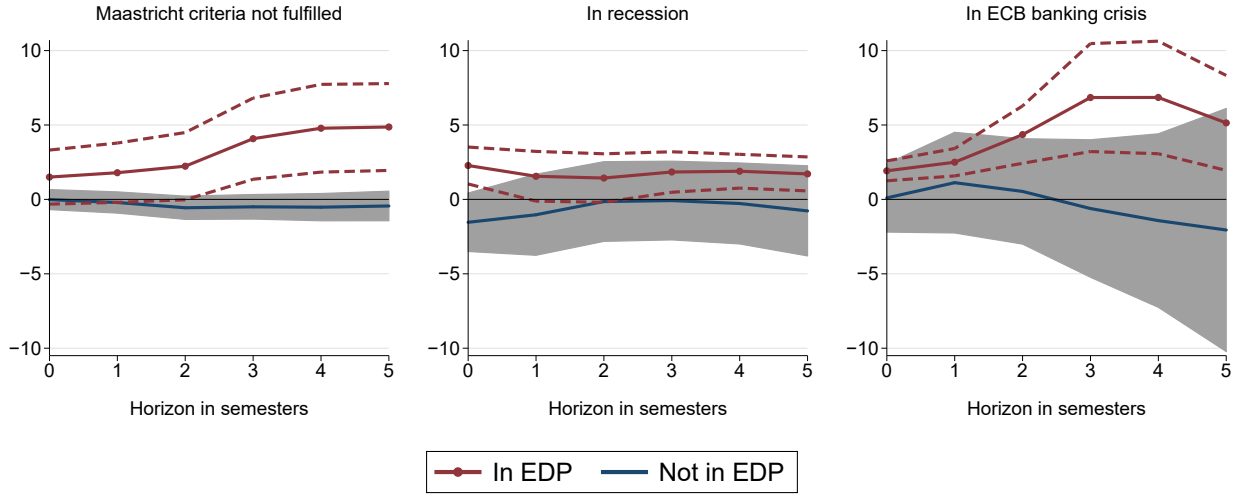 Maastricht criteria not fulfilled
10
5
0
−5
−10
0 1 2 3 4 5
Horizon in semesters
In recession
10
5
0
−5
−10
0 1 2 3 4 5
Horizon in semesters
In ECB banking crisis
10
5
0
−5
−10
0 1 2 3 4 5
Horizon in semesters
In EDP Not in EDP